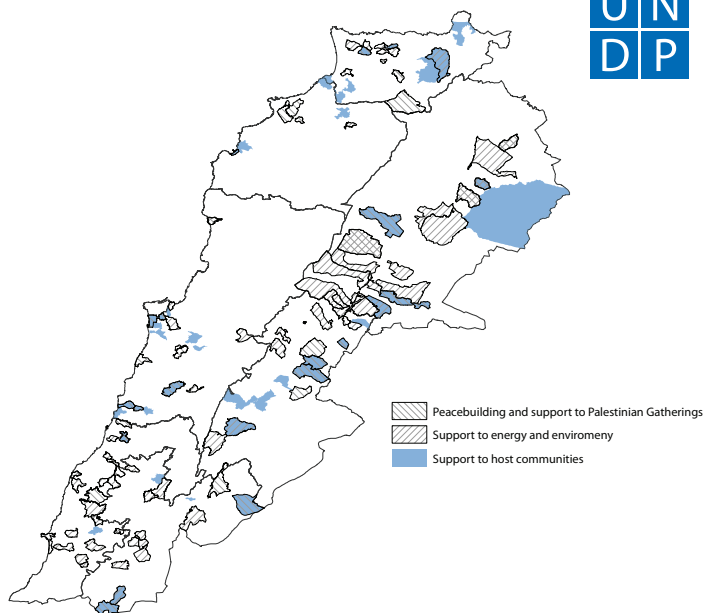 U N
D P
Peacebuilding and support to Palestinian Gatherings
Support to energy and enviromeny
Support to host communities